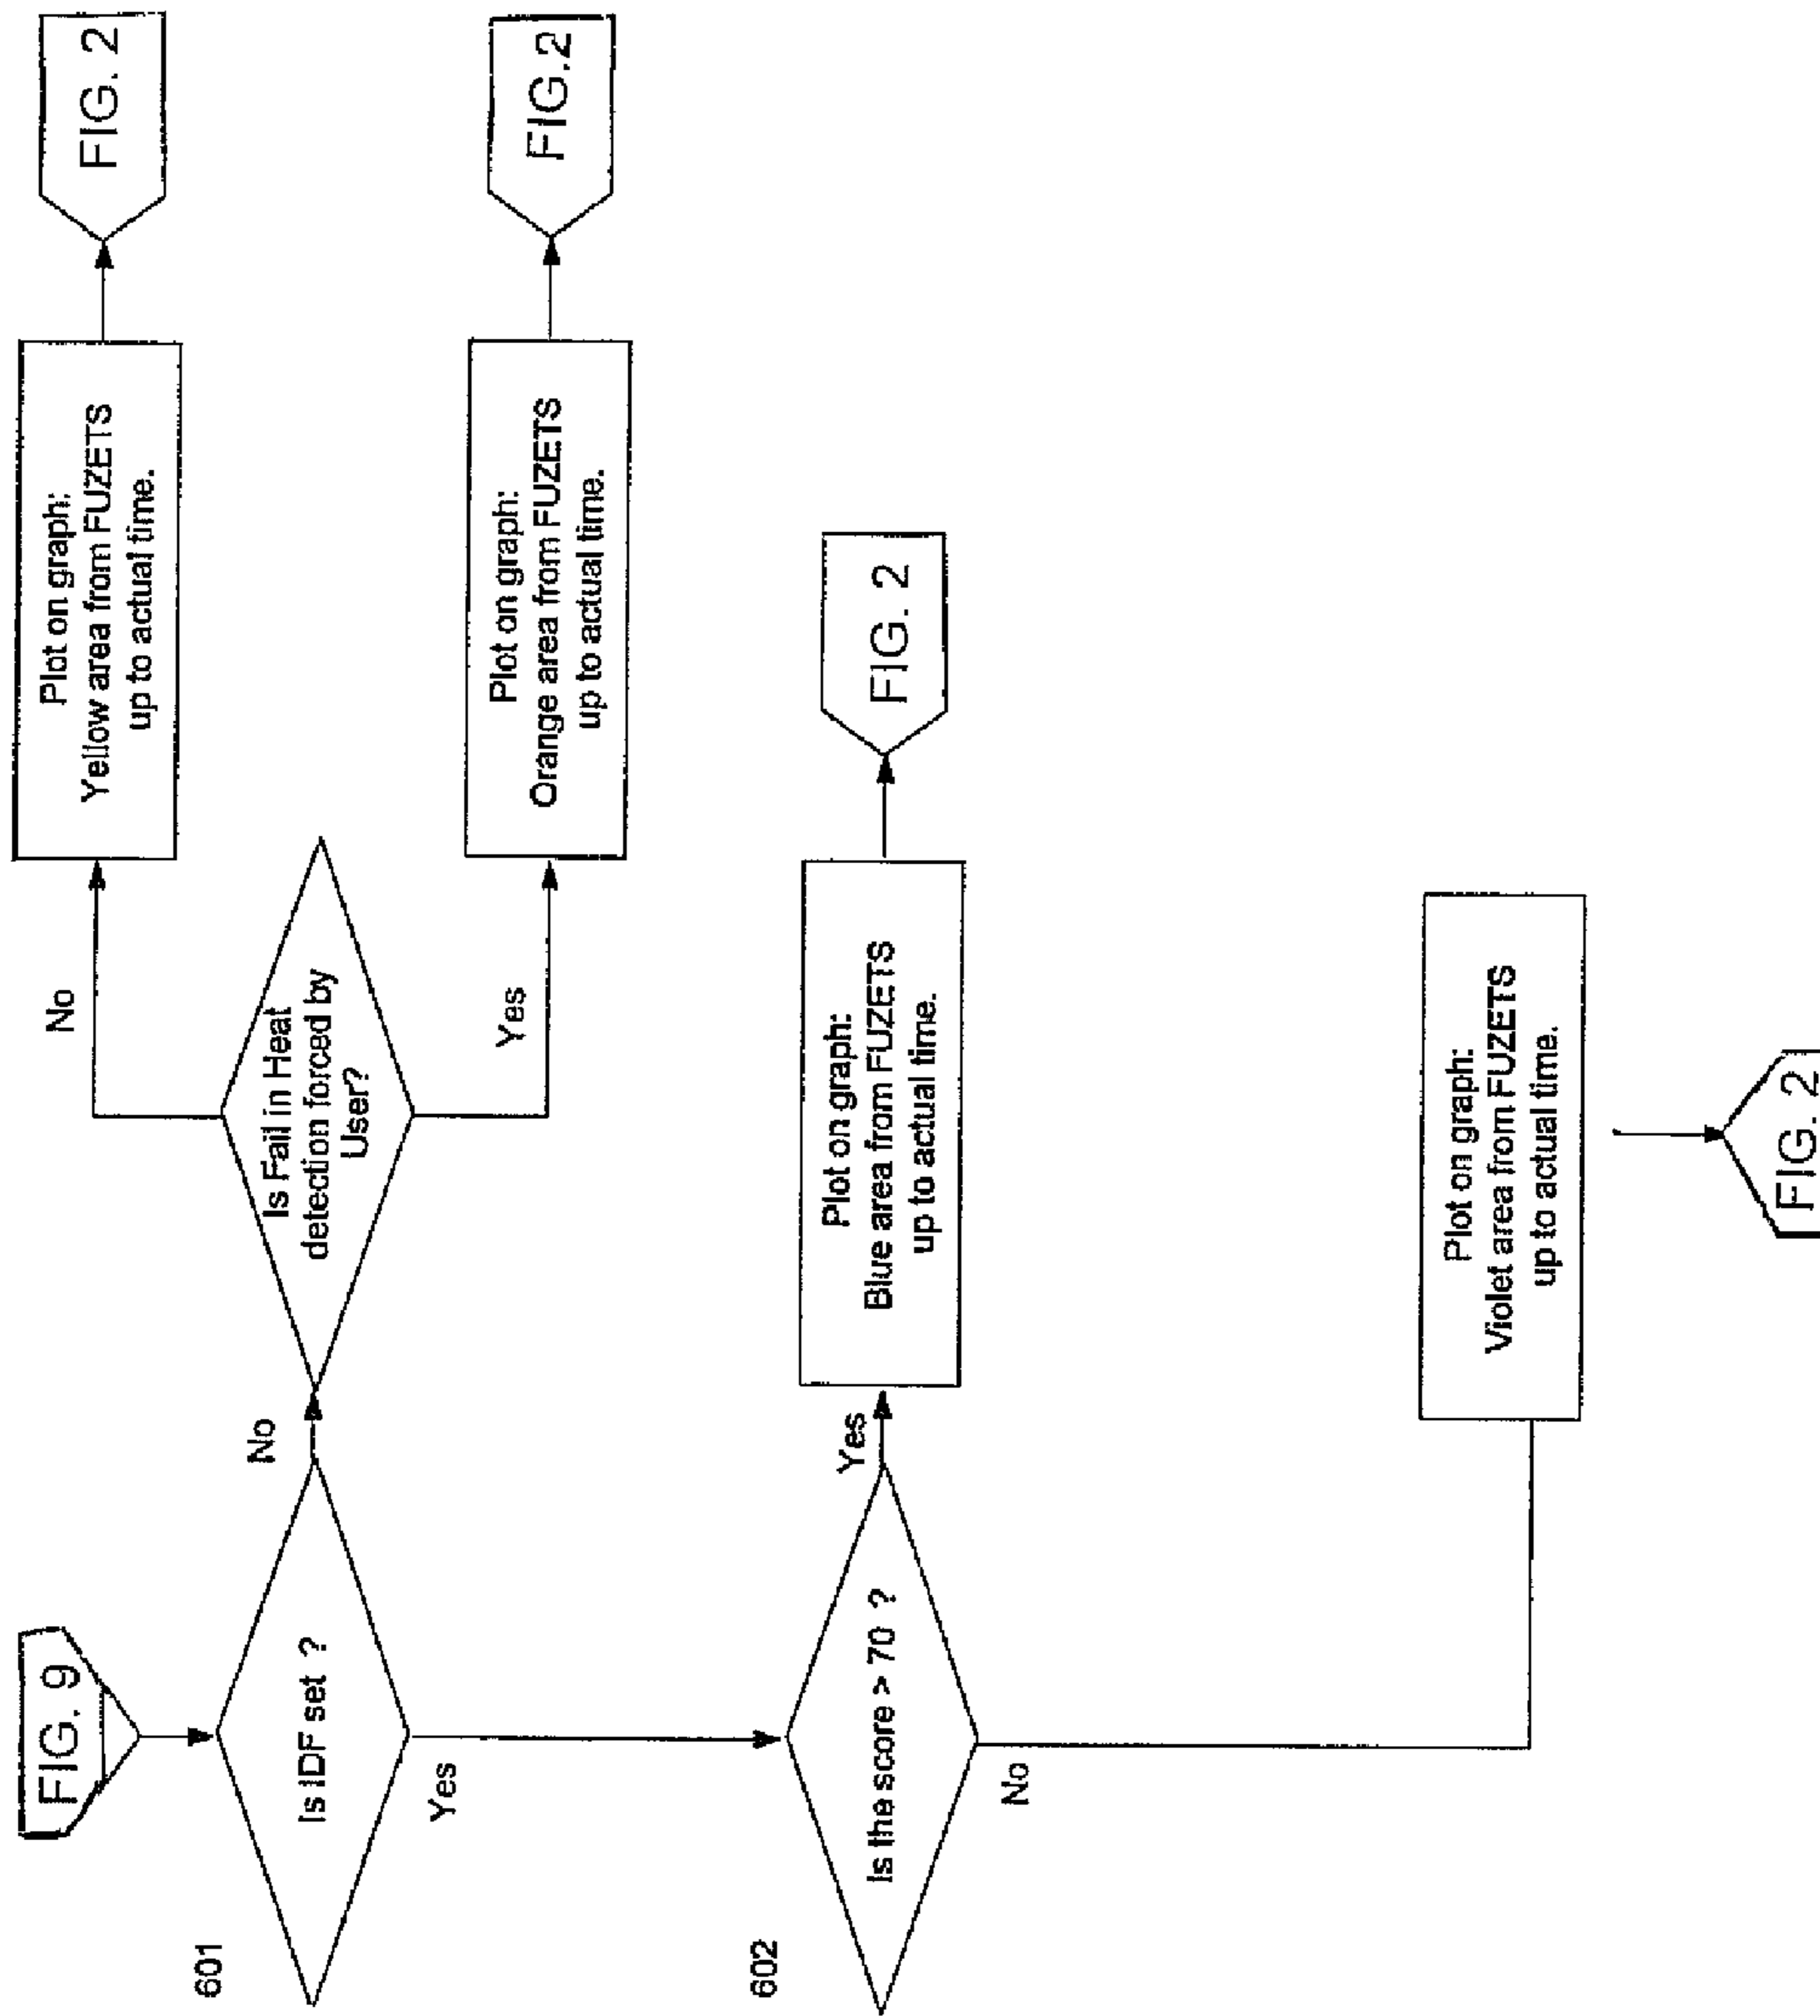 FIG. 9
601
Is IDF set ?
No
Yes
Is Fail in Heat
detection forced by
User?
No
Plot on graph:
Yellow area from FUZETS
up to actual time.
FIG. 2
Yes
Plot on graph:
Orange area from FUZETS
up to actual time.
FIG.2
602
Is the score > 70 ?
Yes
Plot on graph:
Blue area from FUZETS
up to actual time.
FIG. 2
No
Plot on graph:
Violet area from FUZETS
up to actual time.
FIG. 2